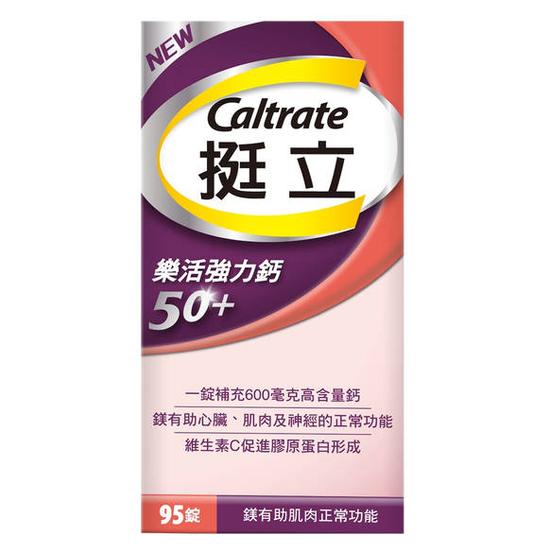 NEW
Caltrate
挺立
樂活強力鈣
50+
一錠補充600毫克高含量鈣
鎂有助心臟、肌肉及神經的正常功能
維生素C促進膠原蛋白形成
95錠
鎂有助肌肉正常功能